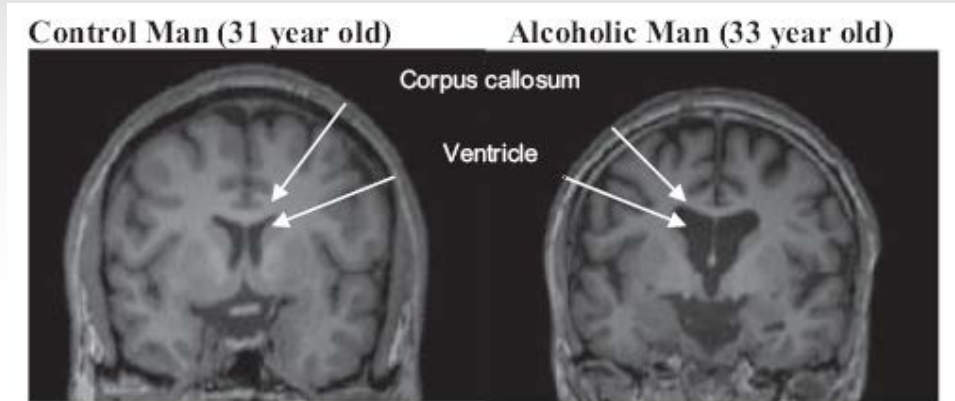 Control Man (31 year old)
Alcoholic Man (33 year old)
Corpus callosum
Ventricle